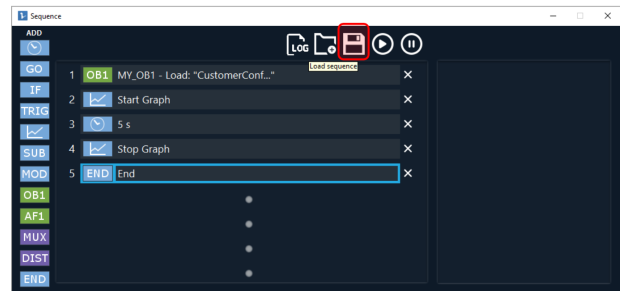 Sequence
ADD
LOG
Load sequence
GO
IF
TRIG
SUB
MOD
OB1
AF1
MUX
DIST
END
1 OB1 MY_OB1 - Load: "CustomerConf..."
2 Start Graph
3 5 s
4 Stop Graph
5 END End